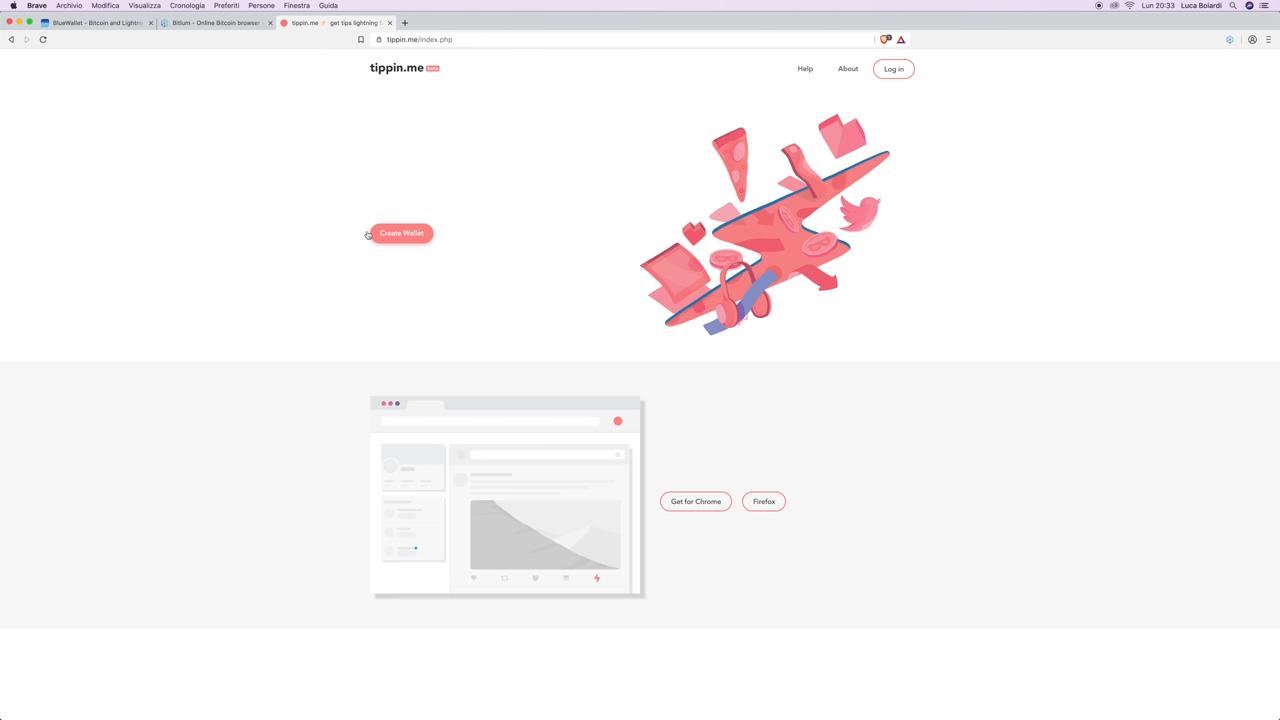 Brave Archivio Modifica Visualizza Cronologia Preferiti Persone Finestra Guida Lun 20:33 Luca Boiardi
BlueWallet - Bitcoin and Lightni
Bitlum - Online Bitcoin browser
tippin.me ⚡ get tips lightning f
tippin.me/index.php
tippin.me beta
Help About Log in
Create Wallet
Get for Chrome Firefox